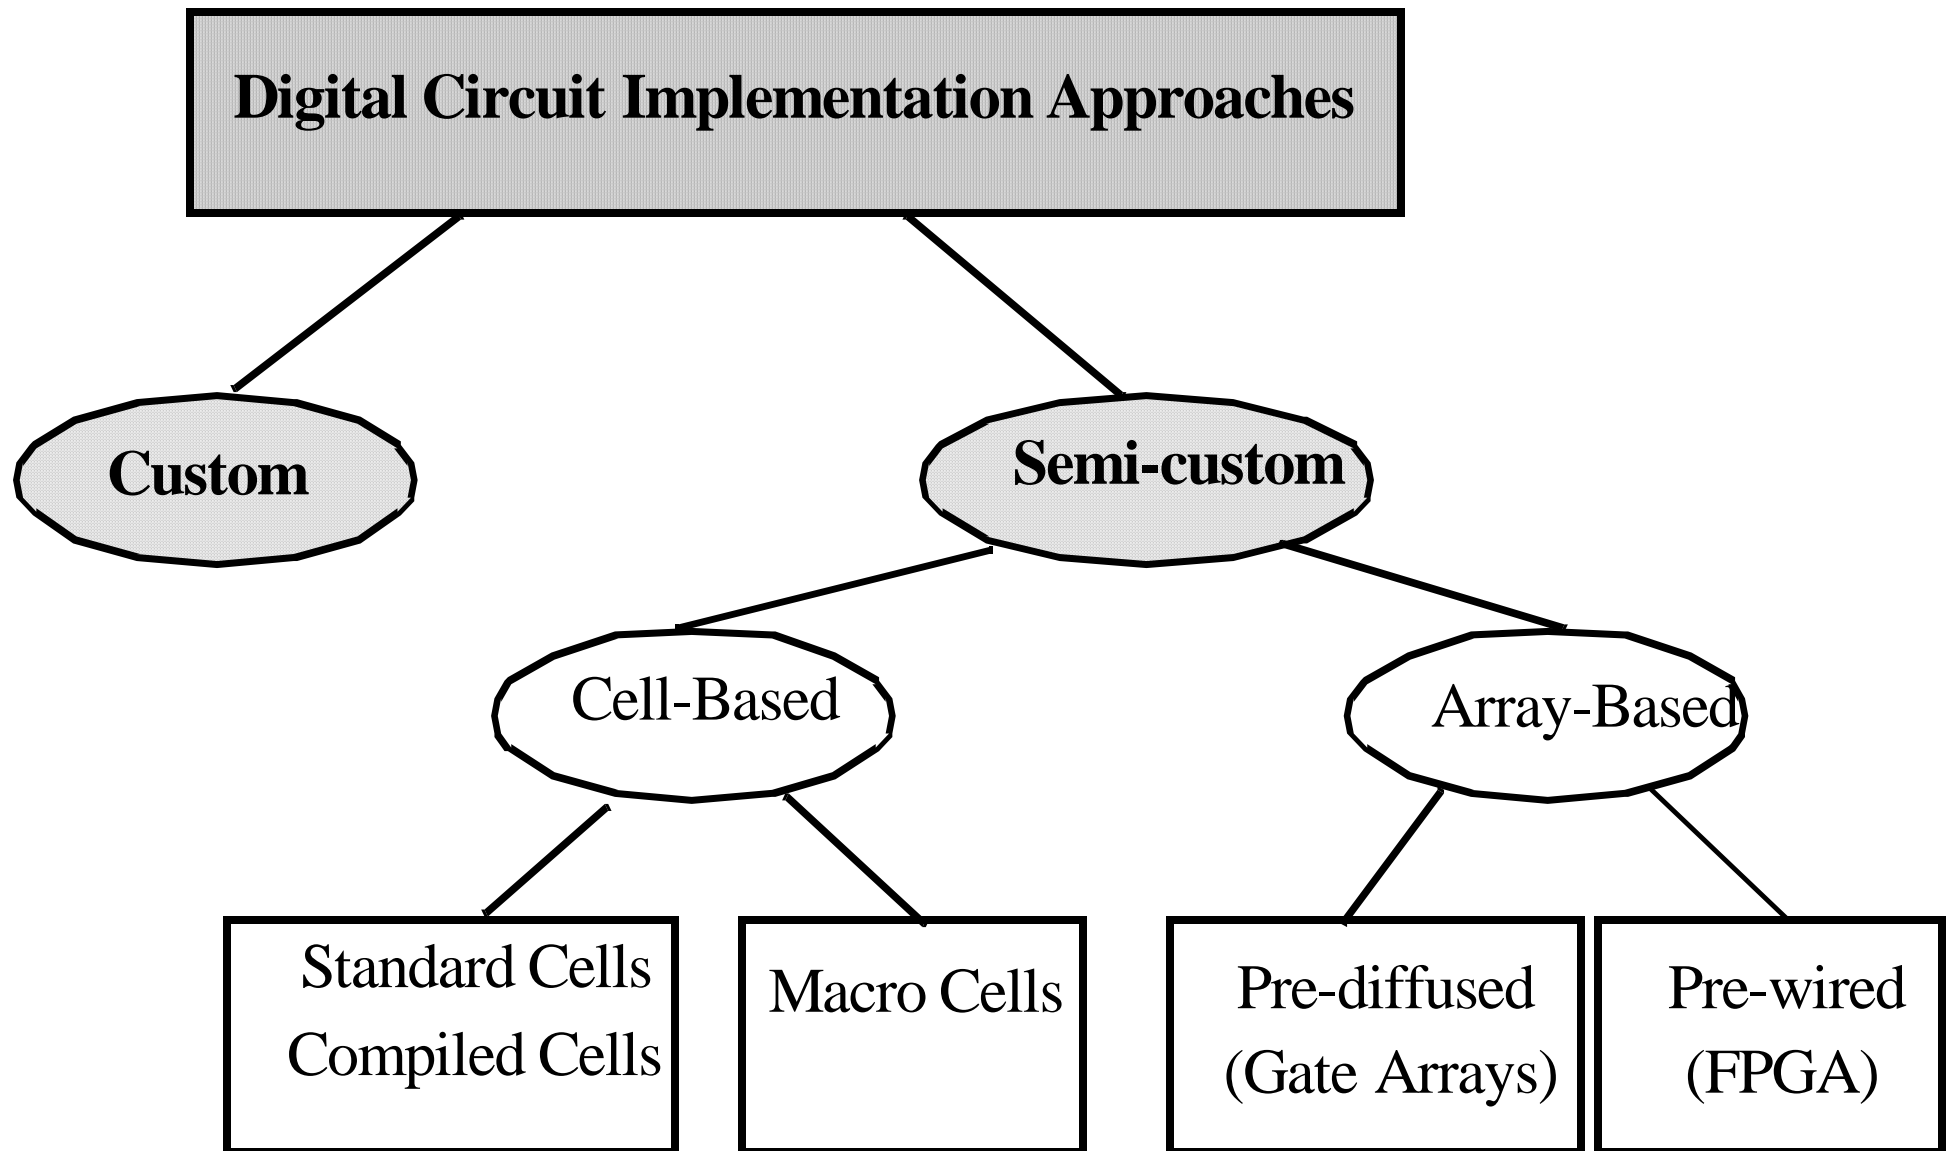 Digital Circuit Implementation Approaches
Custom
Semi-custom
Cell-Based
Array-Based
Standard Cells
Compiled Cells
Macro Cells
Pre-diffused
(Gate Arrays)
Pre-wired
(FPGA)